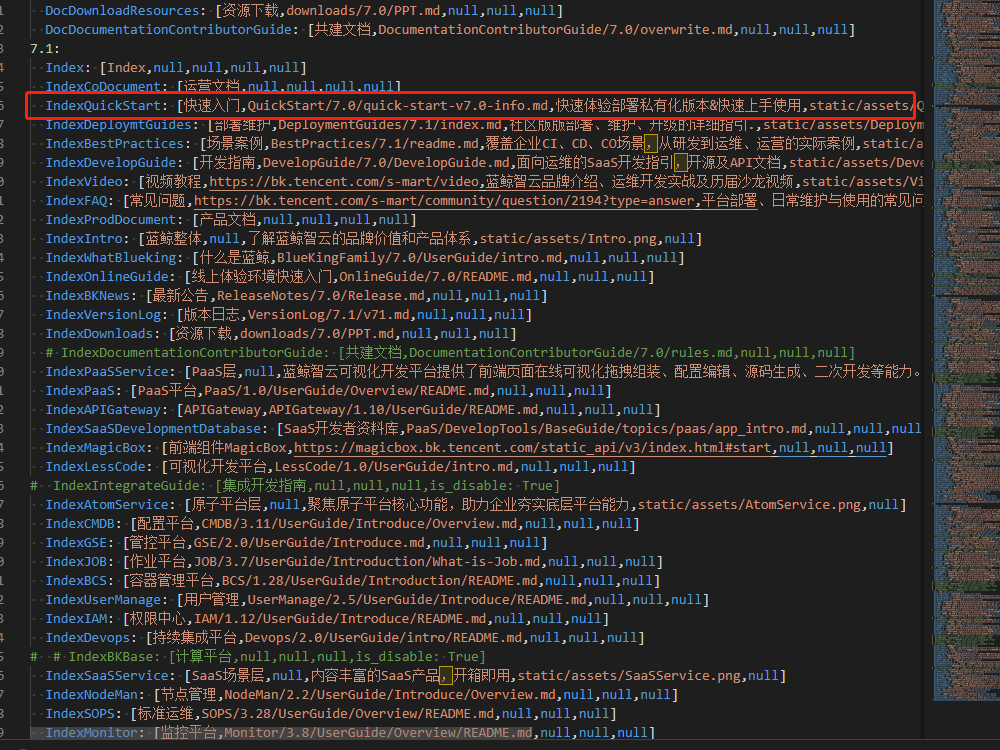 DocDownloadResources: [资源下载,downloads/7.0/PPT.md,null,null,null]
DocDocumentationContributorGuide: [共建文档,DocumentationContributorGuide/7.0/overwrite.md,null,null,null]
7.1:
Index: [Index,null,null,null,null]
IndexCoDocument: [运营文档,null,null,null,null]
IndexQuickStart: [快速入门,QuickStart/7.0/quick-start-v7.0-info.md,快速体验部署私有化版本&快速上手使用,static/assets/Q
IndexDeploymtGuides: [部署维护,DeploymentGuides/7.1/index.md,社区版版部署、维护、升级的详细指引.,static/assets/Deploym
IndexBestPractices: [场景案例,BestPractices/7.1/readme.md,覆盖企业CI、CD、CO场景，从研发到运维、运营的实际案例,static/a
IndexDevelopGuide: [开发指南,DevelopGuide/7.0/DevelopGuide.md,面向运维的SaaS开发指引，开源及API文档,static/assets/Deve
IndexVideo: [视频教程,https://bk.tencent.com/s-mart/video,蓝鲸智云品牌介绍、运维开发实战及历届沙龙视频,static/assets/Vi
IndexFAQ: [常见问题,https://bk.tencent.com/s-mart/community/question/2194?type=answer,平台部署、日常维护与使用的常见问
IndexProdDocument: [产品文档,null,null,null,null]
IndexIntro: [蓝鲸整体,null,了解蓝鲸智云的品牌价值和产品体系,static/assets/Intro.png,null]
IndexWhatBlueking: [什么是蓝鲸,BlueKingFamily/7.0/UserGuide/intro.md,null,null,null]
IndexOnlineGuide: [线上体验环境快速入门,OnlineGuide/7.0/README.md,null,null,null]
IndexBKNews: [最新公告,ReleaseNotes/7.0/Release.md,null,null,null]
IndexVersionLog: [版本日志,VersionLog/7.1/v71.md,null,null,null]
IndexDownloads: [资源下载,downloads/7.0/PPT.md,null,null,null]
# IndexDocumentationContributorGuide: [共建文档,DocumentationContributorGuide/7.0/rules.md,null,null,null]
IndexPaaSService: [PaaS层,null,蓝鲸智云可视化开发平台提供了前端页面在线可视化拖拽组装、配置编辑、源码生成、二次开发等能力。
IndexPaaS: [PaaS平台,PaaS/1.0/UserGuide/Overview/README.md,null,null,null]
IndexAPIGateway: [APIGateway,APIGateway/1.10/UserGuide/README.md,null,null,null]
IndexSaaSDevelopmentDatabase: [SaaS开发者资料库,PaaS/DevelopTools/BaseGuide/topics/paas/app_intro.md,null,null,null
IndexMagicBox: [前端组件MagicBox,https://magicbox.bk.tencent.com/static_api/v3/index.html#start,null,null,null]
IndexLessCode: [可视化开发平台,LessCode/1.0/UserGuide/intro.md,null,null,null]
# IndexIntegrateGuide: [集成开发指南,null,null,null,is_disable: True]
IndexAtomService: [原子平台层,null,聚焦原子平台核心功能，助力企业夯实底层平台能力,static/assets/AtomService.png,null]
IndexCMDB: [配置平台,CMDB/3.11/UserGuide/Introduce/Overview.md,null,null,null]
IndexGSE: [管控平台,GSE/2.0/UserGuide/Introduce.md,null,null,null]
IndexJOB: [作业平台,JOB/3.7/UserGuide/Introduction/What-is-Job.md,null,null,null]
IndexBCS: [容器管理平台,BCS/1.28/UserGuide/Introduction/README.md,null,null,null]
IndexUserManage: [用户管理,UserManage/2.5/UserGuide/Introduce/README.md,null,null,null]
IndexIAM: [权限中心,IAM/1.12/UserGuide/Introduce/README.md,null,null,null]
IndexDevops: [持续集成平台,Devops/2.0/UserGuide/intro/README.md,null,null,null]
# # IndexBKBase: [计算平台,null,null,null,is_disable: True]
IndexSaaSService: [SaaS场景层,null,内容丰富的SaaS产品，开箱即用,static/assets/SaaSService.png,null]
IndexNodeMan: [节点管理,NodeMan/2.2/UserGuide/Introduce/Overview.md,null,null,null]
IndexSOPS: [标准运维,SOPS/3.28/UserGuide/Overview/README.md,null,null,null]
IndexMonitor: [监控平台,Monitor/3.8/UserGuide/Overview/README.md,null,null,null]